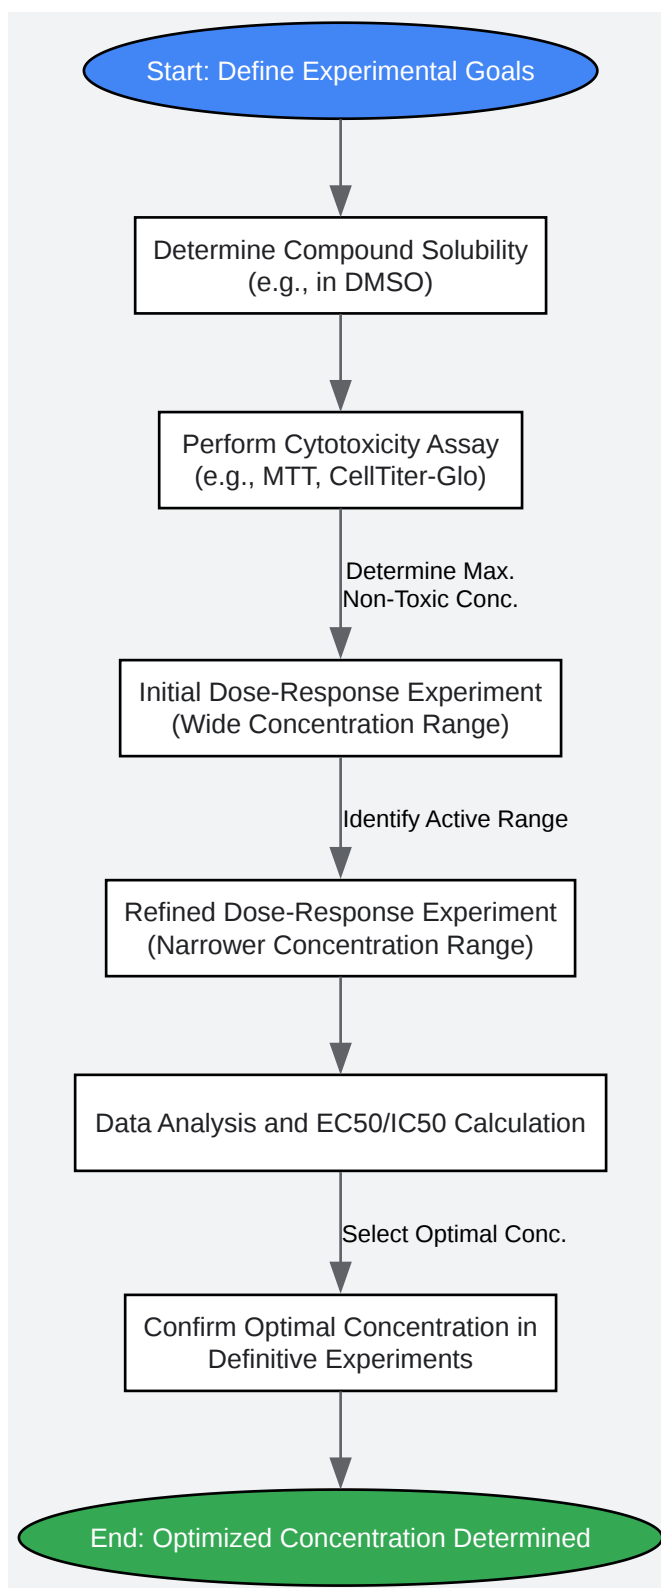 Start: Define Experimental Goals
Determine Compound Solubility
(e.g., in DMSO)
Perform Cytotoxicity Assay
(e.g., MTT, CellTiter-Glo)
Determine Max.
Non-Toxic Conc.
Initial Dose-Response Experiment
(Wide Concentration Range)
Identify Active Range
Refined Dose-Response Experiment
(Narrower Concentration Range)
Data Analysis and EC50/IC50 Calculation
Select Optimal Conc.
Confirm Optimal Concentration in
Definitive Experiments
End: Optimized Concentration Determined